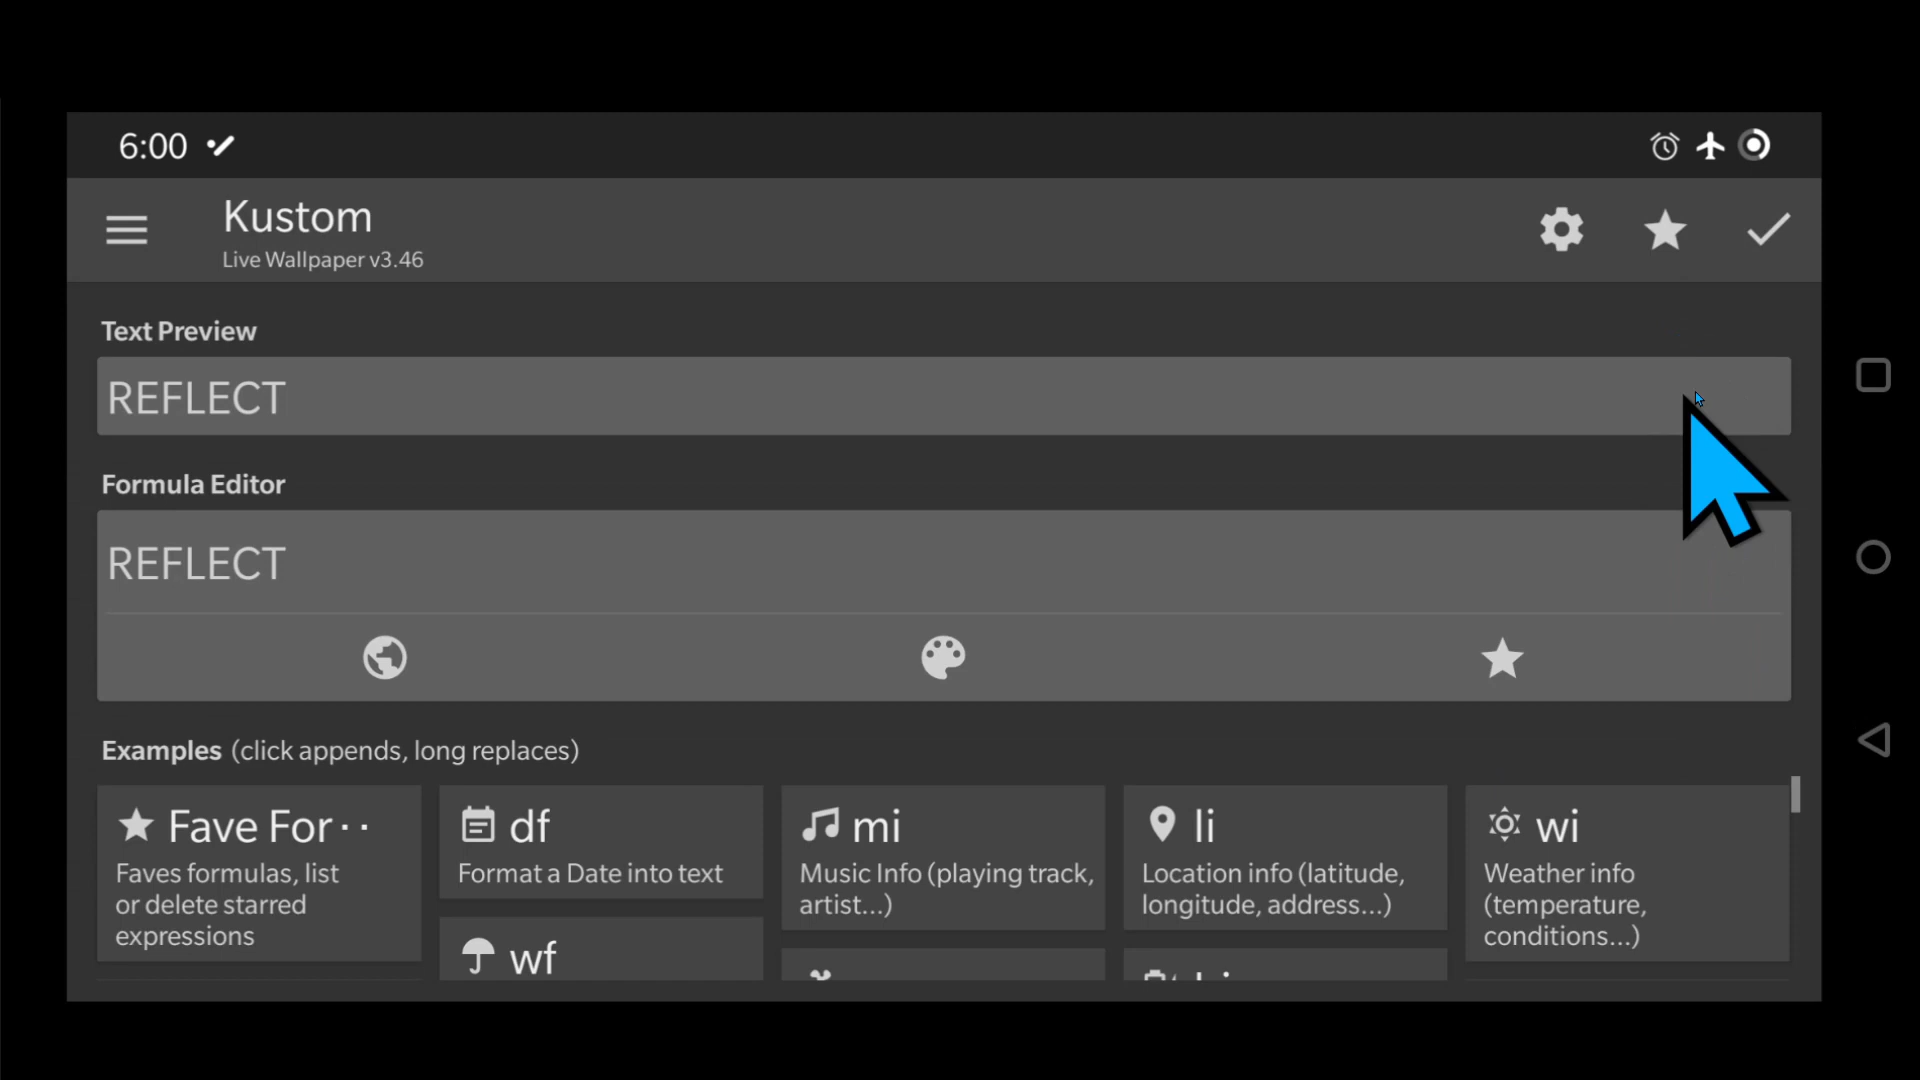 6:00
Kustom
Live Wallpaper v3.46
Text Preview
REFLECT
Formula Editor
REFLECT
Examples (click appends, long replaces)
Fave For··
Faves formulas, list
or delete starred
expressions
df
Format a Date into text
mi
Music Info (playing track,
artist...)
li
Location info (latitude,
longitude, address...)
wi
Weather info
(temperature,
conditions...)
wf